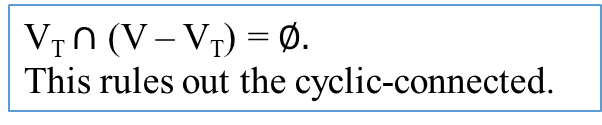 V_T ∩ (V – V_T) = ∅.
This rules out the cyclic-connected.